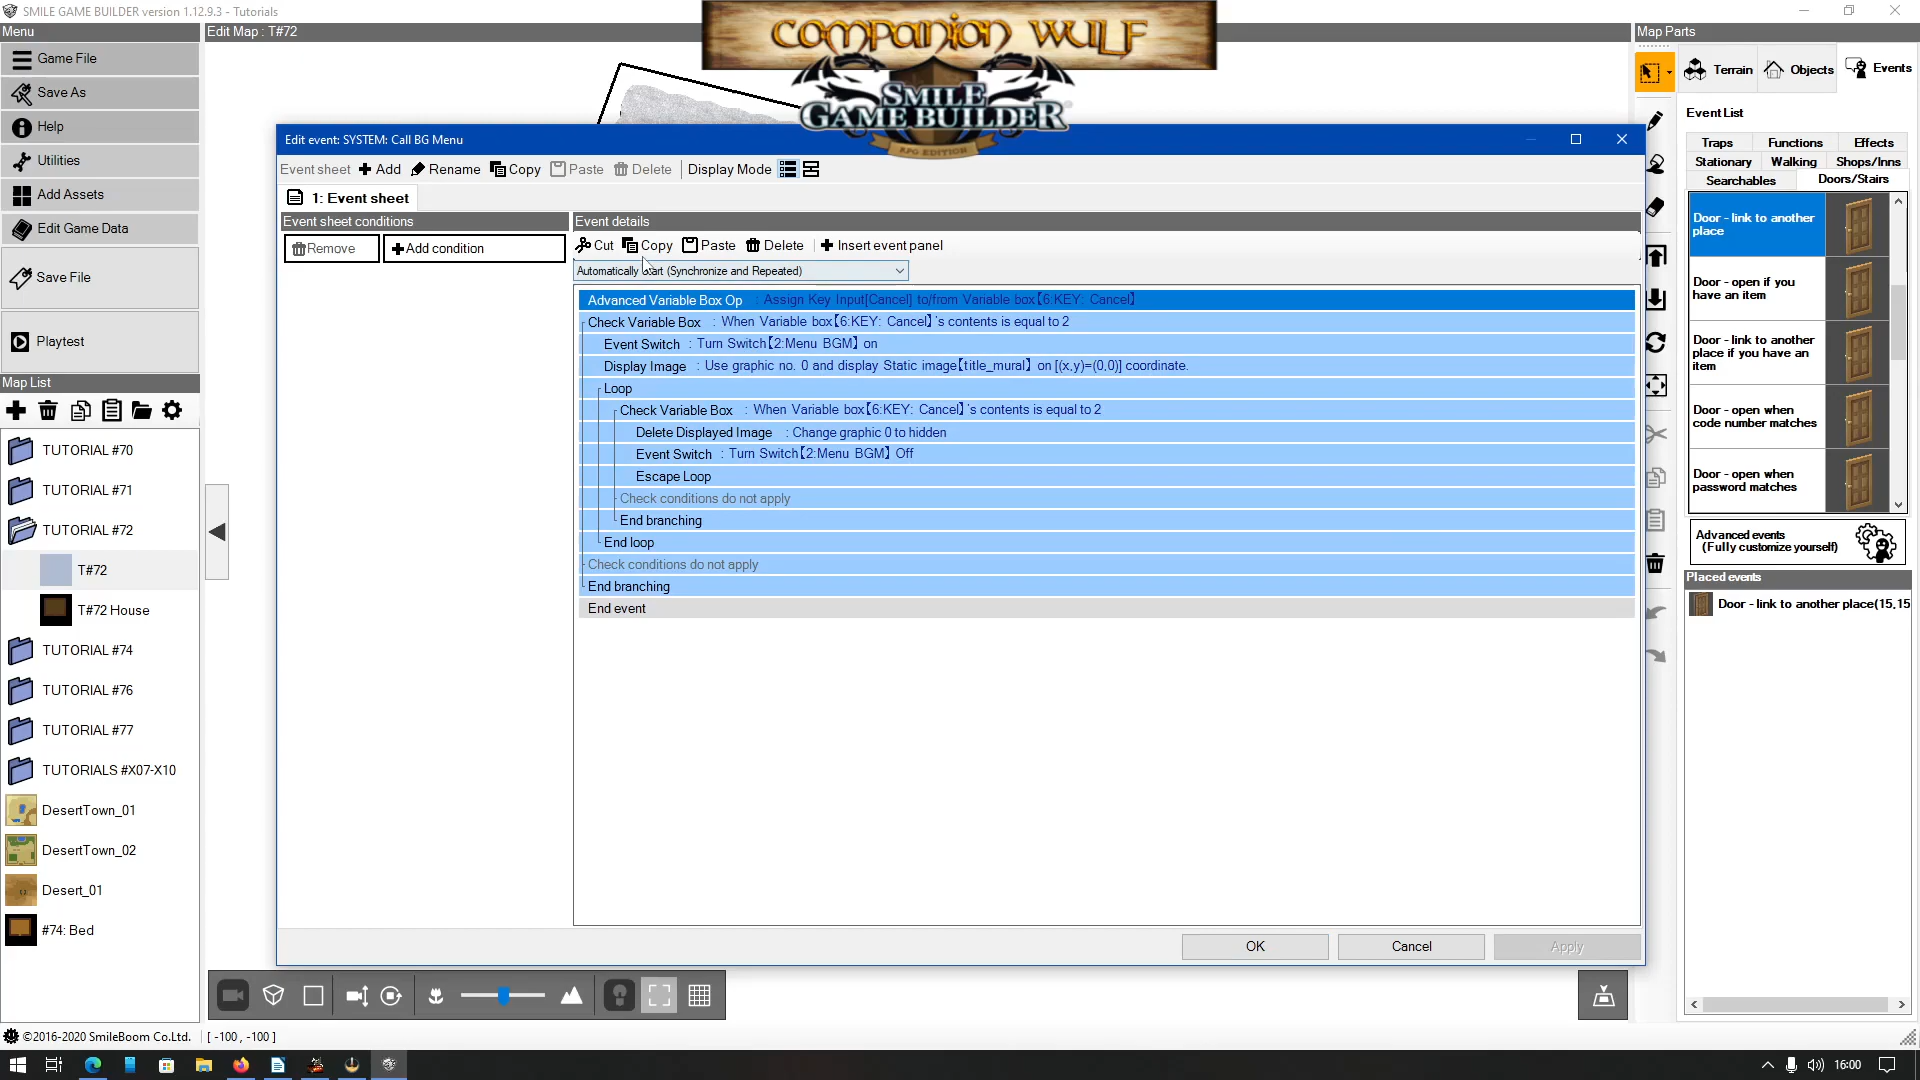 SMILE GAME BUILDER version 1.12.9.3 - Tutorials
Menu
Edit Map : T#72
COMPANION WULF
SMILE
GAME BUILDER
RPG EDITION
Map Parts
Game File
Save As
Help
Utilities
Add Assets
Edit Game Data
Save File
Playtest
Map List
TUTORIAL #70
TUTORIAL #71
TUTORIAL #72
T#72
T#72 House
TUTORIAL #74
TUTORIAL #76
TUTORIAL #77
TUTORIALS #X07-X10
DesertTown_01
DesertTown_02
Desert_01
#74: Bed
Edit event: SYSTEM: Call BG Menu
Event sheet Add Rename Copy Paste Delete Display Mode
1: Event sheet
Event sheet conditions
Remove Add condition
Event details
Cut Copy Paste Delete Insert event panel
Automatically Start (Synchronize and Repeated)
Advanced Variable Box Op : Assign Key Input[Cancel] to/from Variable box【6:KEY: Cancel】
Check Variable Box : When Variable box【6:KEY: Cancel】's contents is equal to 2
Event Switch : Turn Switch【2:Menu BGM】 on
Display Image : Use graphic no. 0 and display Static image【title_mural】 on [(x,y)=(0,0)] coordinate.
Loop
Check Variable Box : When Variable box【6:KEY: Cancel】's contents is equal to 2
Delete Displayed Image : Change graphic 0 to hidden
Event Switch : Turn Switch【2:Menu BGM】 Off
Escape Loop
Check conditions do not apply
End branching
End loop
Check conditions do not apply
End branching
End event
OK Cancel Apply
Terrain Objects Events
Event List
Traps Functions Effects
Stationary Walking Shops/Inns
Searchables Doors/Stairs
Door - link to another
place
Door - open if you
have an item
Door - link to another
place if you have an
item
Door - open when
code number matches
Door - open when
password matches
Advanced events
(Fully customize yourself)
Placed events
Door - link to another place(15,15
©2016-2020 SmileBoom Co.Ltd. [ -100 , -100 ]
16:00